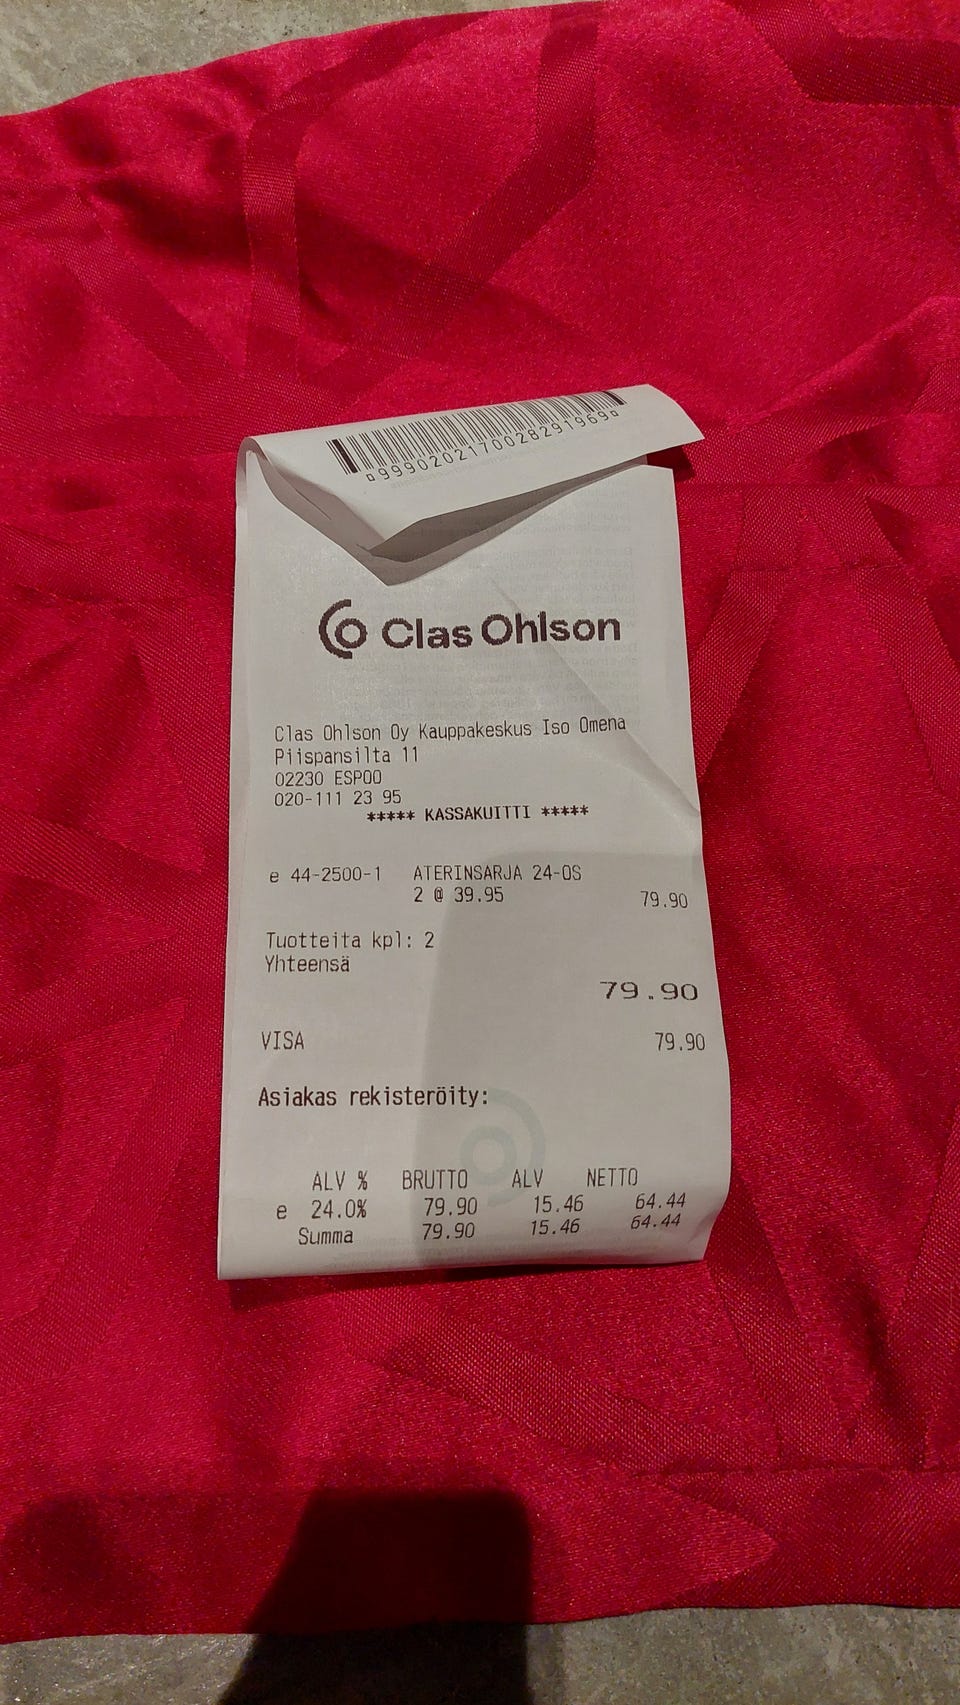 99902021700282919690
Clas Ohlson
Clas Ohlson Oy Kauppakeskus Iso Omena
Piispansilta 11
02230 ESPOO
020-111 23 95
***** KASSAKUITTI *****
e 44-2500-1 ATERINSARJA 24-OS
2 @ 39.95 79.90
Tuotteita kpl: 2
Yhteensä
79.90
VISA 79.90
Asiakas rekisteröity:
ALV % BRUTTO ALV NETTO
e 24.0% 79.90 15.46 64.44
Summa 79.90 15.46 64.44